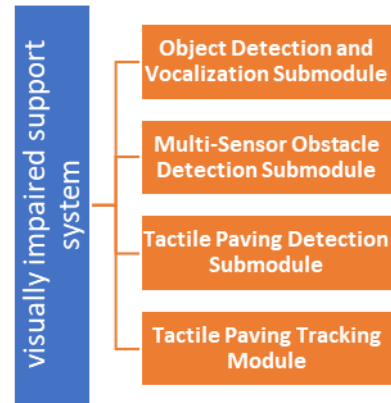 visually impaired support
system
Object Detection and
Vocalization Submodule
Multi-Sensor Obstacle
Detection Submodule
Tactile Paving Detection
Submodule
Tactile Paving Tracking
Module